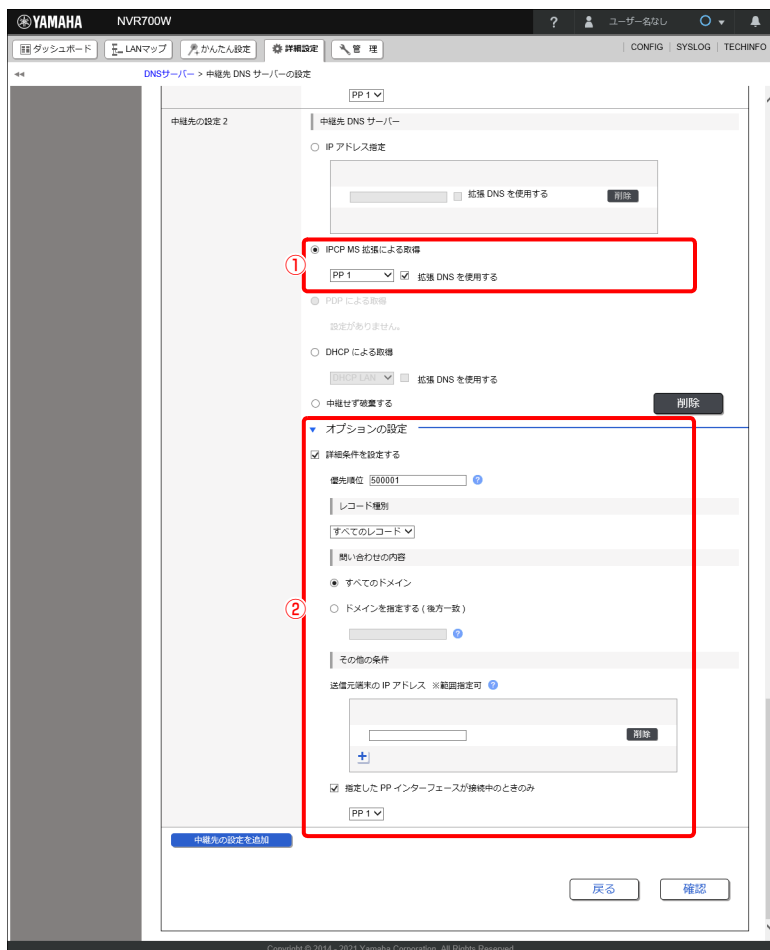 YAMAHA NVR700W ? ユーザー名なし
ダッシュボード LANマップ かんたん設定 詳細設定 管 理 CONFIG SYSLOG TECHINFO
DNSサーバー > 中継先 DNS サーバーの設定
PP 1
中継先の設定 2 中継先 DNS サーバー
IP アドレス指定
拡張 DNS を使用する 削除
① IPCP MS 拡張による取得
PP 1 拡張 DNS を使用する
PDP による取得
設定がありません。
DHCP による取得
DHCP LAN 拡張 DNS を使用する
中継せず破棄する 削除
オプションの設定
詳細条件を設定する
優先順位 500001 ?
レコード種別
すべてのレコード
問い合わせの内容
すべてのドメイン
② ドメインを指定する ( 後方一致 )
?
その他の条件
送信元端末の IP アドレス ※範囲指定可 ?
削除
+
指定した PP インターフェースが接続中のときのみ
PP 1
中継先の設定を追加
戻る 確認
Copyright © 2014 - 2021 Yamaha Corporation. All Rights Reserved.